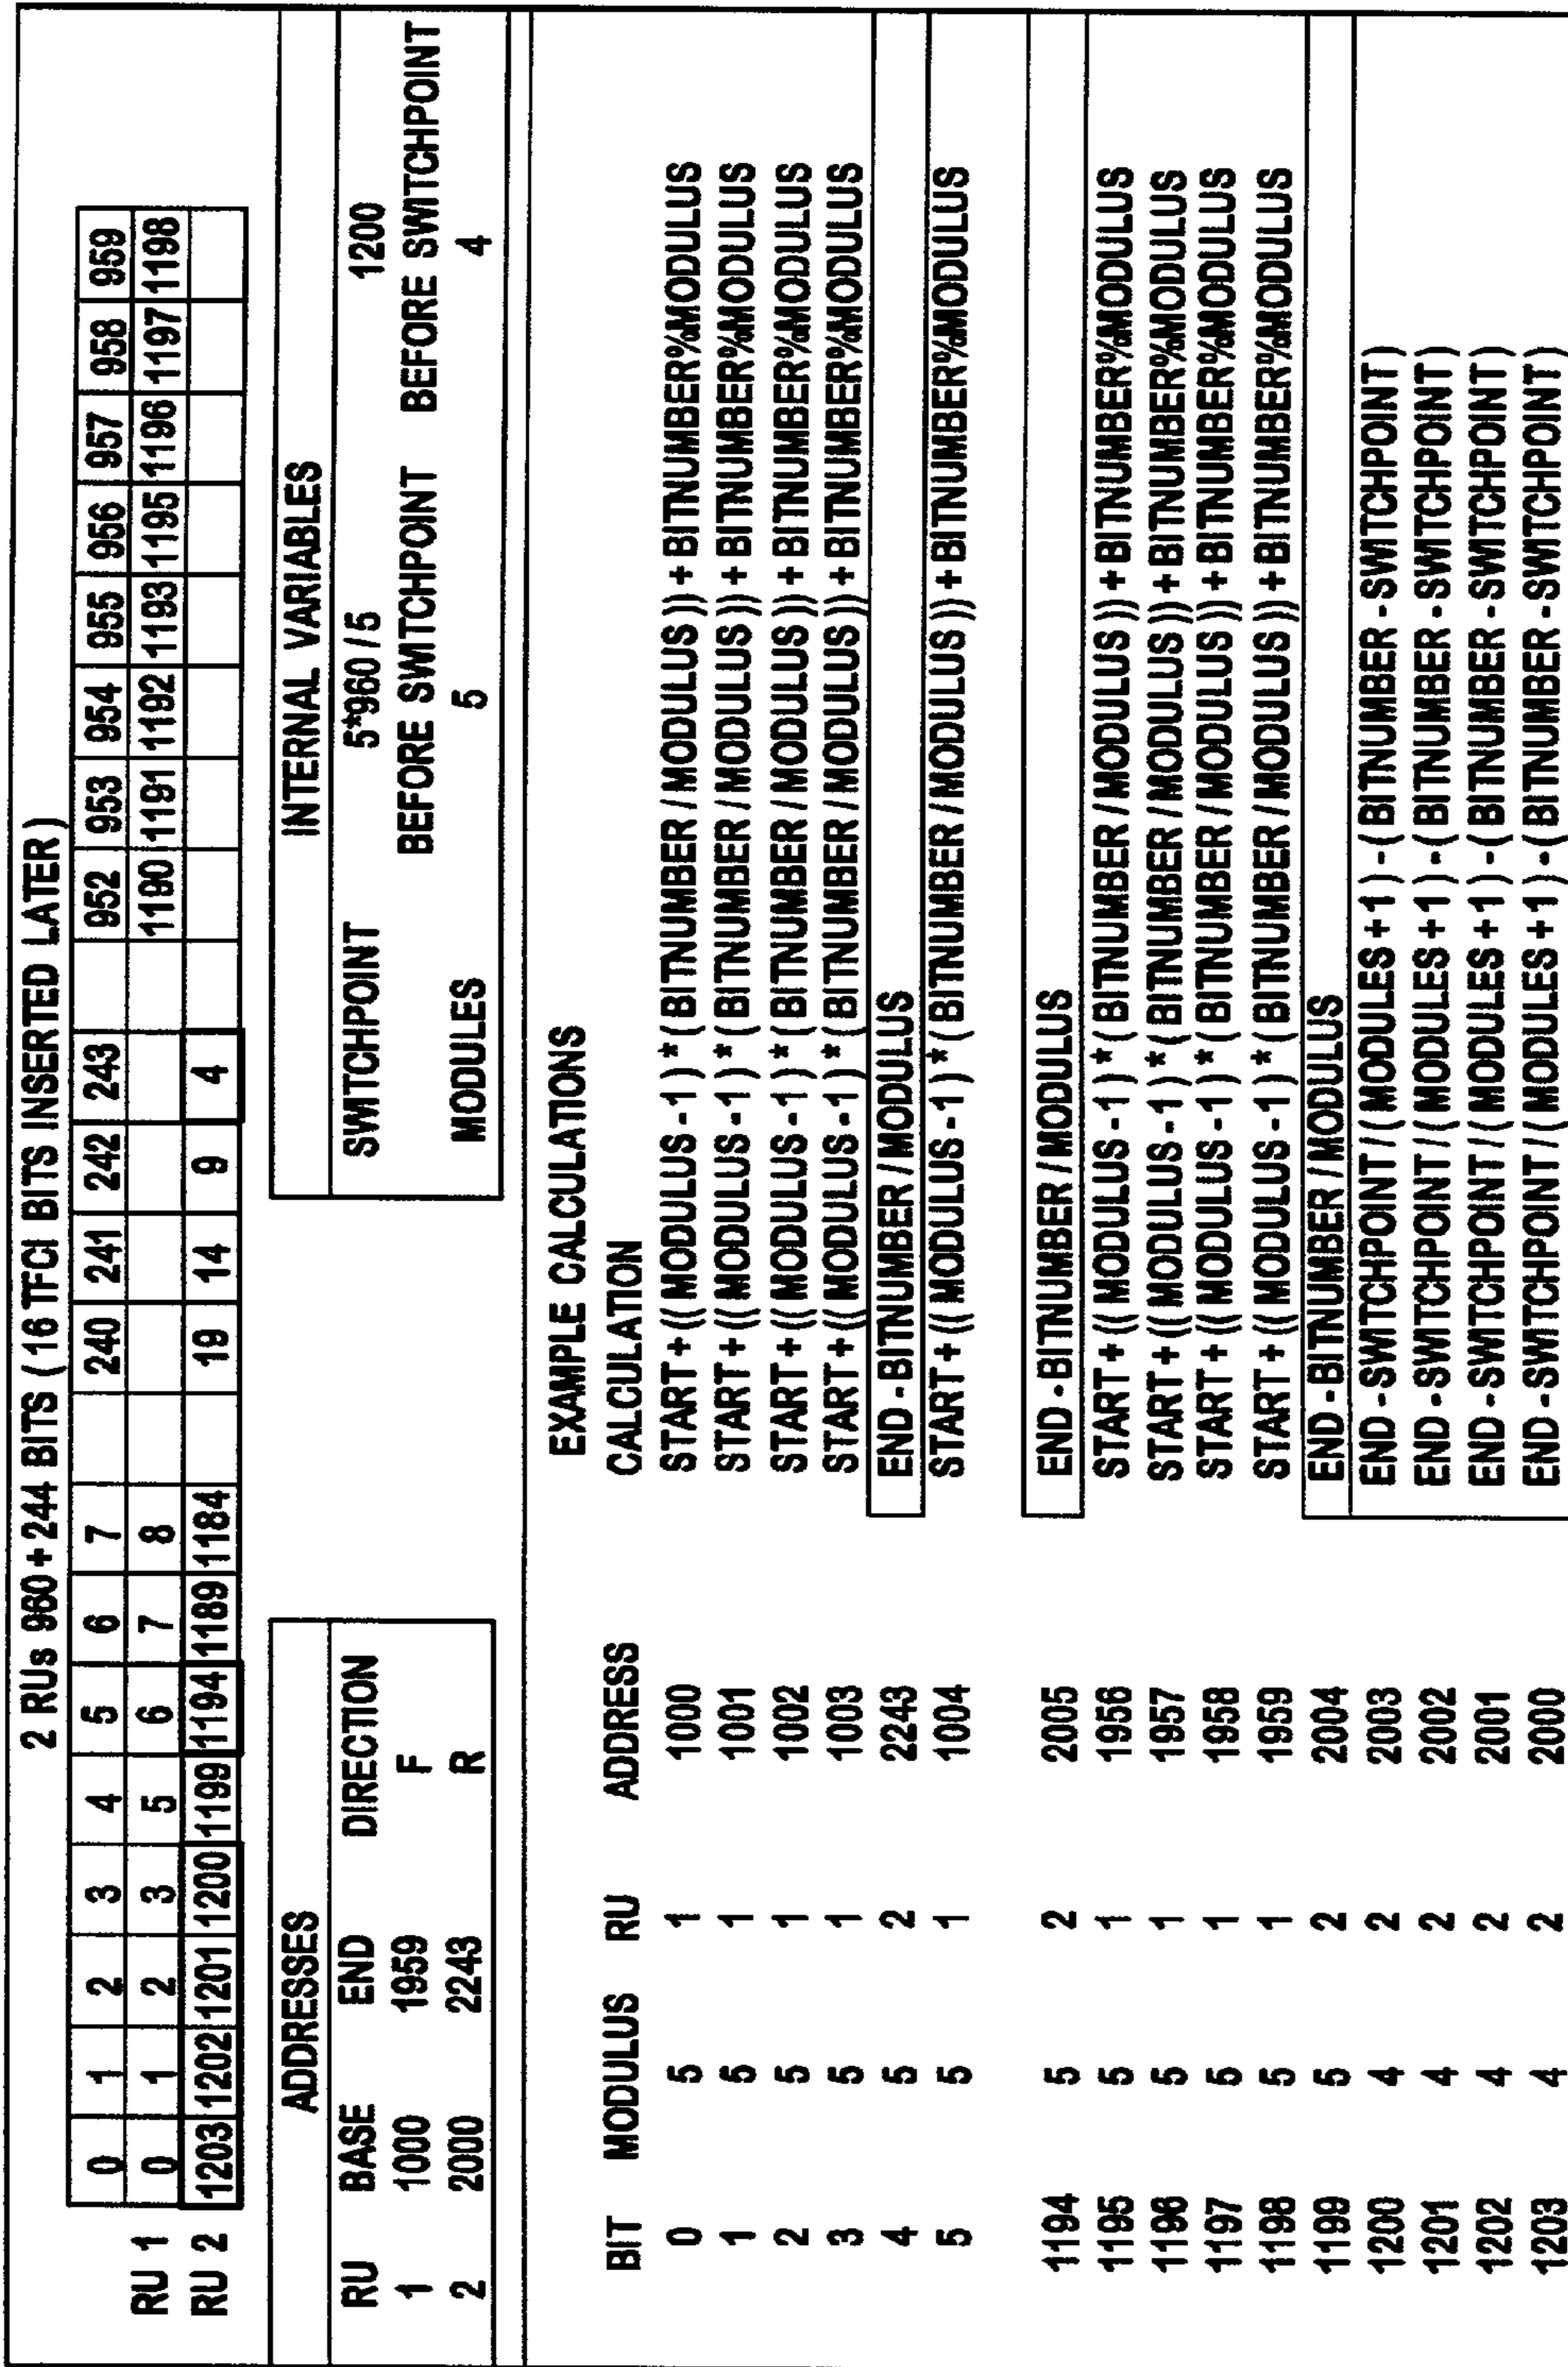 2 RUs 960 + 244 BITS ( 16 TFCI BITS INSERTED LATER )
0 1 2 3 4 5 6 7 240 241 242 243 952 953 954 955 956 957 958 959
RU 1 0 1 2 3 5 6 7 8 1190 1191 1192 1193 1195 1196 1197 1198
RU 2 1203 1202 1201 1200 1199 1194 1189 1184 19 14 9 4
ADDRESSES
RU BASE END DIRECTION
1 1000 1959 F
2 2000 2243 R
INTERNAL VARIABLES
SWITCHPOINT 5*960 / 5 1200
BEFORE SWITCHPOINT BEFORE SWITCHPOINT
MODULES 5 4
EXAMPLE CALCULATIONS
BIT MODULUS RU ADDRESS CALCULATION
0 5 1 1000 START + (( MODULUS - 1 ) * ( BITNUMBER / MODULUS )) + BITNUMBER%MODULUS
1 5 1 1001 START + (( MODULUS - 1 ) * ( BITNUMBER / MODULUS )) + BITNUMBER%MODULUS
2 5 1 1002 START + (( MODULUS - 1 ) * ( BITNUMBER / MODULUS )) + BITNUMBER%MODULUS
3 5 1 1003 START + (( MODULUS - 1 ) * ( BITNUMBER / MODULUS )) + BITNUMBER%MODULUS
4 5 2 2243 END - BITNUMBER / MODULUS
5 5 1 1004 START + (( MODULUS - 1 ) * ( BITNUMBER / MODULUS )) + BITNUMBER%MODULUS
1194 5 2 2005 END - BITNUMBER / MODULUS
1195 5 1 1956 START + (( MODULUS - 1 ) * ( BITNUMBER / MODULUS )) + BITNUMBER%MODULUS
1196 5 1 1957 START + (( MODULUS - 1 ) * ( BITNUMBER / MODULUS )) + BITNUMBER%MODULUS
1197 5 1 1958 START + (( MODULUS - 1 ) * ( BITNUMBER / MODULUS )) + BITNUMBER%MODULUS
1198 5 1 1959 START + (( MODULUS - 1 ) * ( BITNUMBER / MODULUS )) + BITNUMBER%MODULUS
1199 5 2 2004 END - BITNUMBER / MODULUS
1200 4 2 2003 END - SWITCHPOINT / ( MODULES + 1 ) - ( BITNUMBER - SWITCHPOINT )
1201 4 2 2002 END - SWITCHPOINT / ( MODULES + 1 ) - ( BITNUMBER - SWITCHPOINT )
1202 4 2 2001 END - SWITCHPOINT / ( MODULES + 1 ) - ( BITNUMBER - SWITCHPOINT )
1203 4 2 2000 END - SWITCHPOINT / ( MODULES + 1 ) - ( BITNUMBER - SWITCHPOINT )